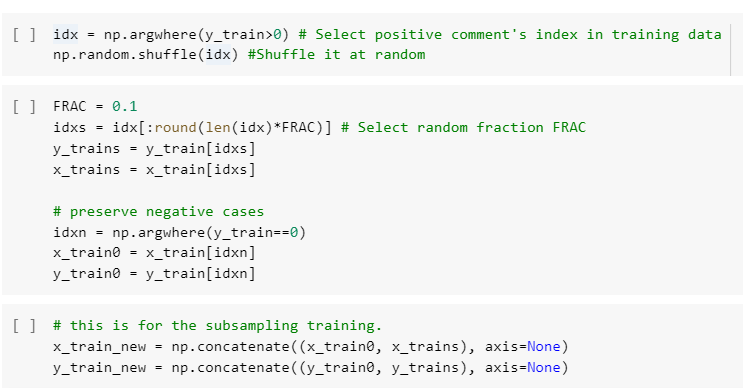 [ ] idx = np.argwhere(y_train>0) # Select positive comment's index in training data
np.random.shuffle(idx) #Shuffle it at random
[ ] FRAC = 0.1
idxs = idx[:round(len(idx)*FRAC)] # Select random fraction FRAC
y_trains = y_train[idxs]
x_trains = x_train[idxs]
# preserve negative cases
idxn = np.argwhere(y_train==0)
x_train0 = x_train[idxn]
y_train0 = y_train[idxn]
[ ] # this is for the subsampling training.
x_train_new = np.concatenate((x_train0, x_trains), axis=None)
y_train_new = np.concatenate((y_train0, y_trains), axis=None)